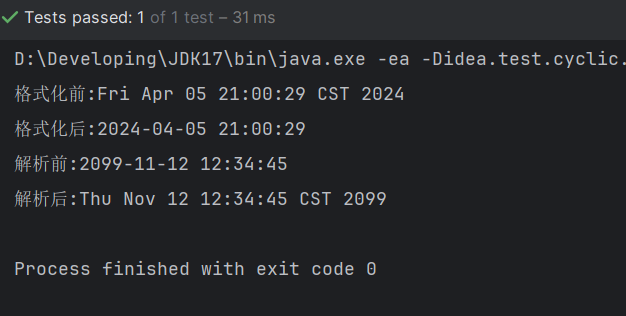 Tests passed: 1 of 1 test – 31 ms
D:\Developing\JDK17\bin\java.exe -ea -Didea.test.cyclic.
格式化前:Fri Apr 05 21:00:29 CST 2024
格式化后:2024-04-05 21:00:29
解析前:2099-11-12 12:34:45
解析后:Thu Nov 12 12:34:45 CST 2099
Process finished with exit code 0